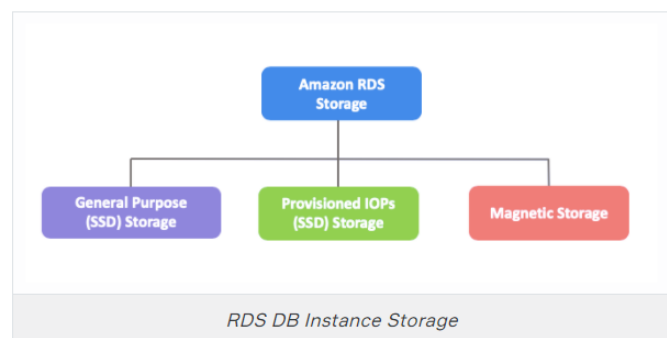 Amazon RDS
Storage
General Purpose
(SSD) Storage
Provisioned IOPs
(SSD) Storage
Magnetic Storage
RDS DB Instance Storage